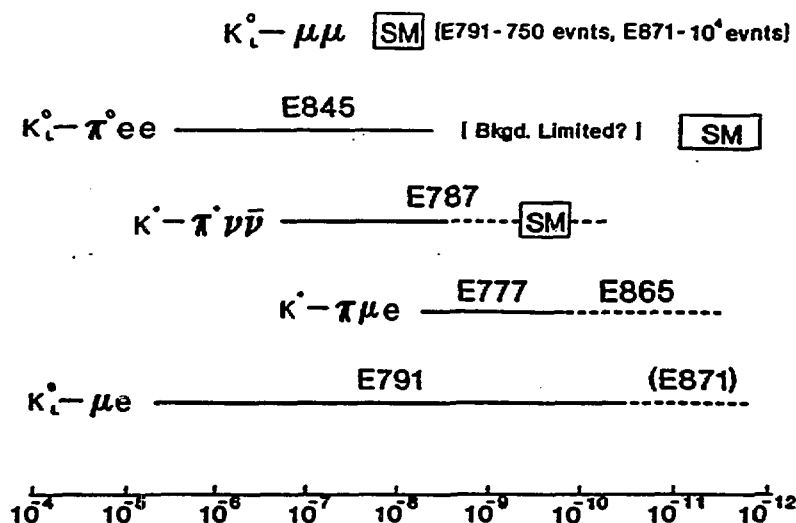 K°L – μμ [SM] [E791-750 evnts, E871-10⁴ evnts]
E845
K°L – π°ee [ Bkgd. Limited? ] SM
E787
K⁺ – π⁺νν̄ SM
E777 E865
K⁺ – πμe
E791 (E871)
K°L – μe
10⁻⁴ 10⁻⁵ 10⁻⁶ 10⁻⁷ 10⁻⁸ 10⁻⁹ 10⁻¹⁰ 10⁻¹¹ 10⁻¹²